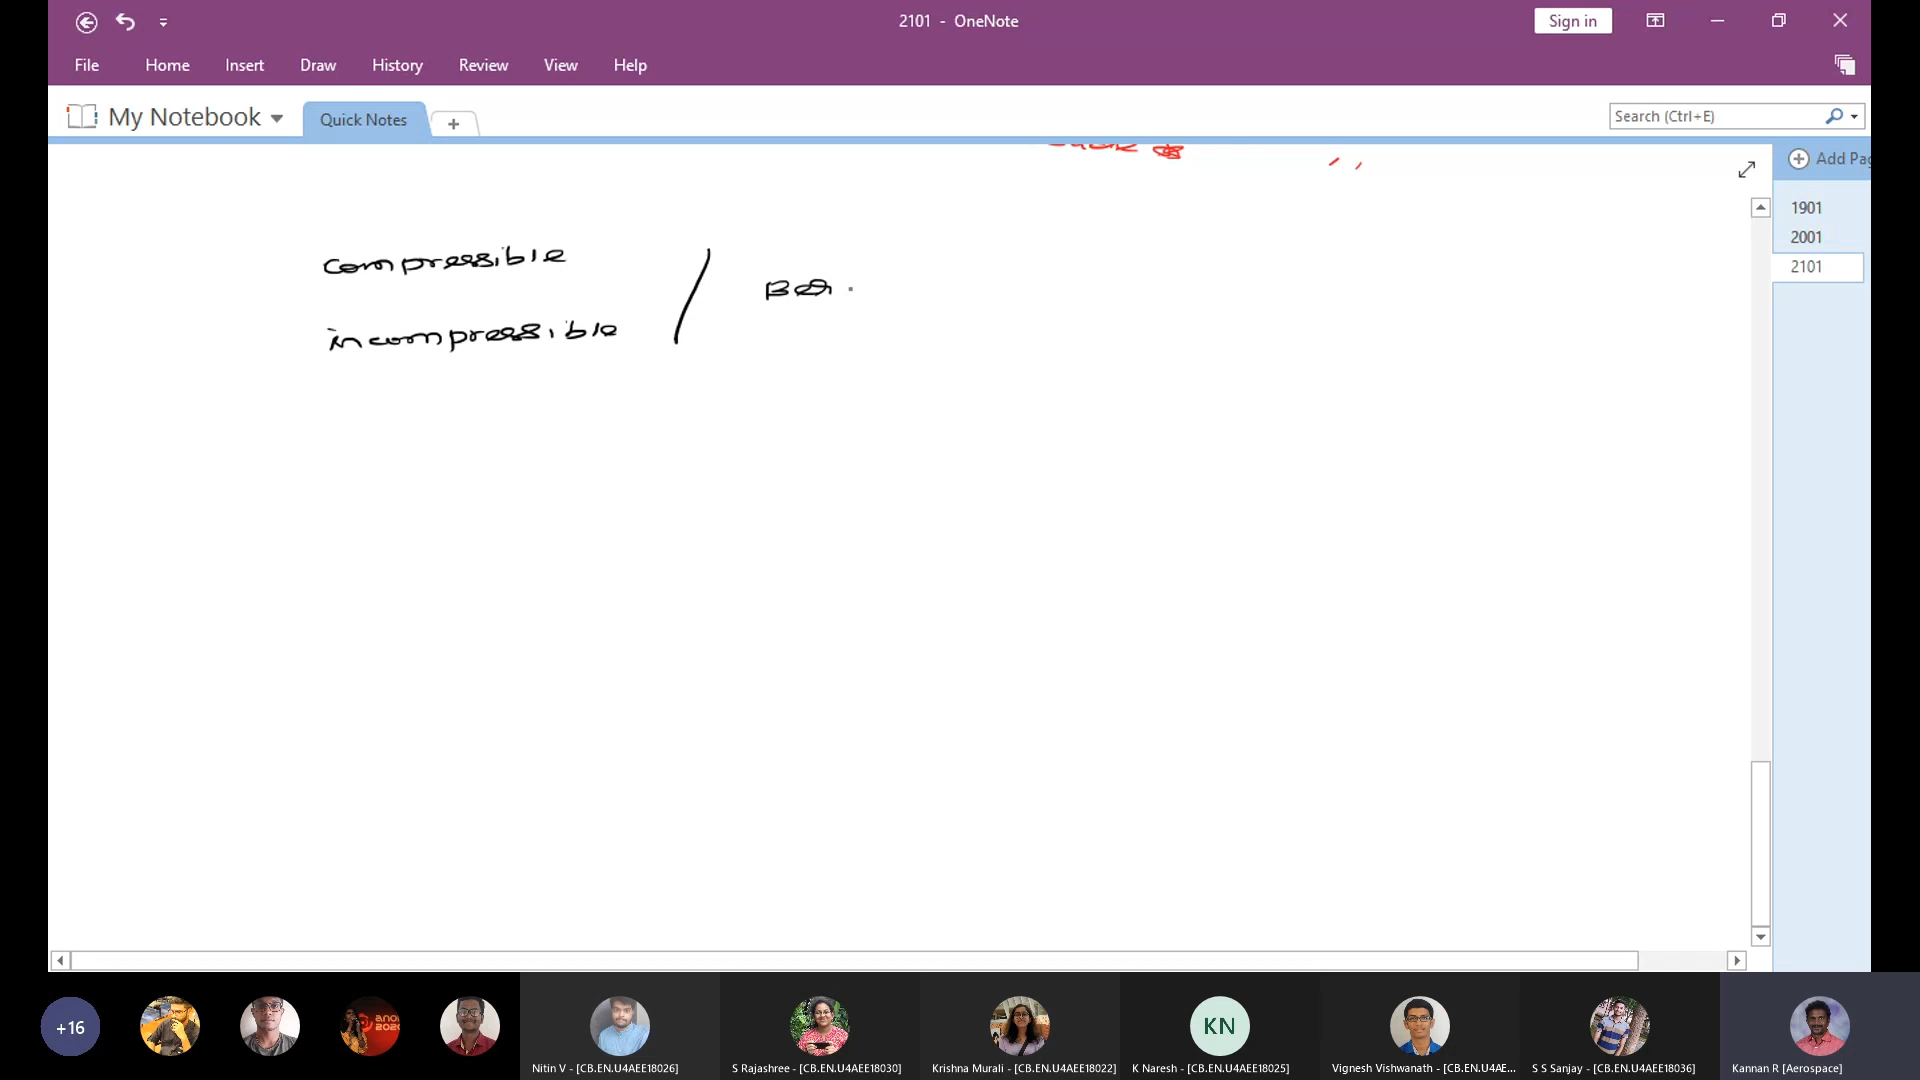 2101 - OneNote
Sign in
File Home Insert Draw History Review View Help
My Notebook
Quick Notes
+
Search (Ctrl+E)
Add Pag
1901
2001
2101
compressible
incompressible
+16
KN
Nitin V - [CB.EN.U4AEE18026]
S Rajashree - [CB.EN.U4AEE18030]
Krishna Murali - [CB.EN.U4AEE18022]
K Naresh - [CB.EN.U4AEE18025]
Vignesh Vishwanath - [CB.EN.U4AE...
S S Sanjay - [CB.EN.U4AEE18036]
Kannan R [Aerospace]